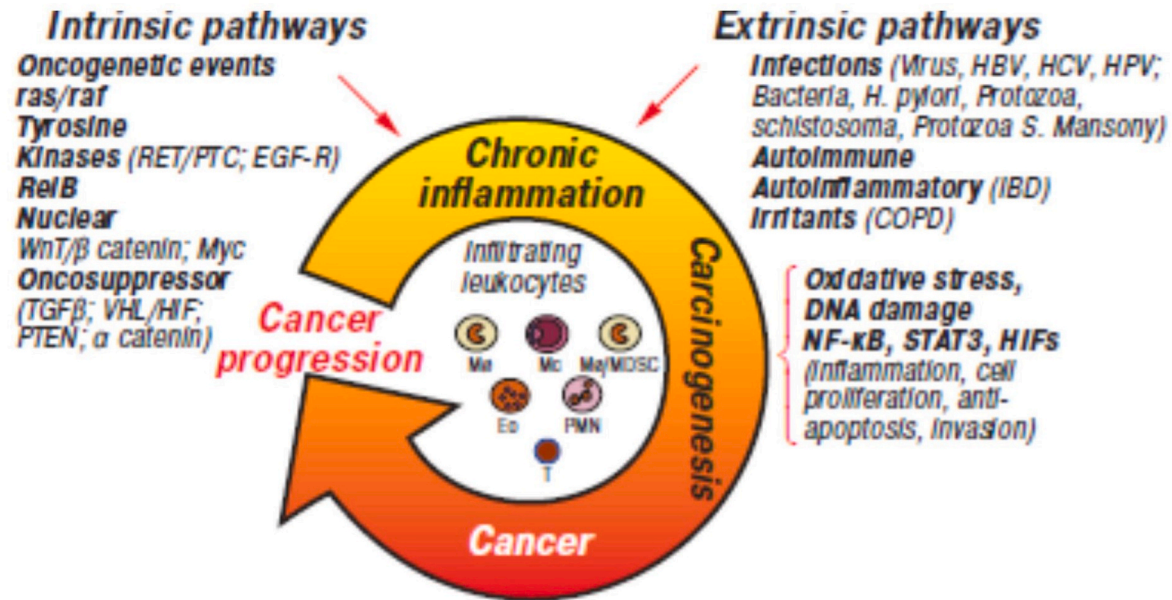 Intrinsic pathways
Oncogenetic events
ras/raf
Tyrosine
Kinases (RET/PTC; EGF-R)
RelB
Nuclear
WnT/β catenin; Myc
Oncosuppressor
(TGFβ; VHL/HIF;
PTEN; α catenin)
Extrinsic pathways
Infections (Virus, HBV, HCV, HPV;
Bacteria, H. pylori, Protozoa,
schistosoma, Protozoa S. Mansony)
Autoimmune
Autoinflammatory (IBD)
Irritants (COPD)
Chronic
inflammation
Carcinogenesis
Oxidative stress,
DNA damage
NF-κB, STAT3, HIFs
(Inflammation, cell
proliferation, anti-
apoptosis, invasion)
Infiltrating
leukocytes
Mø Mc Mø/MDSC
Eo PMN
T
Cancer
Cancer
progression